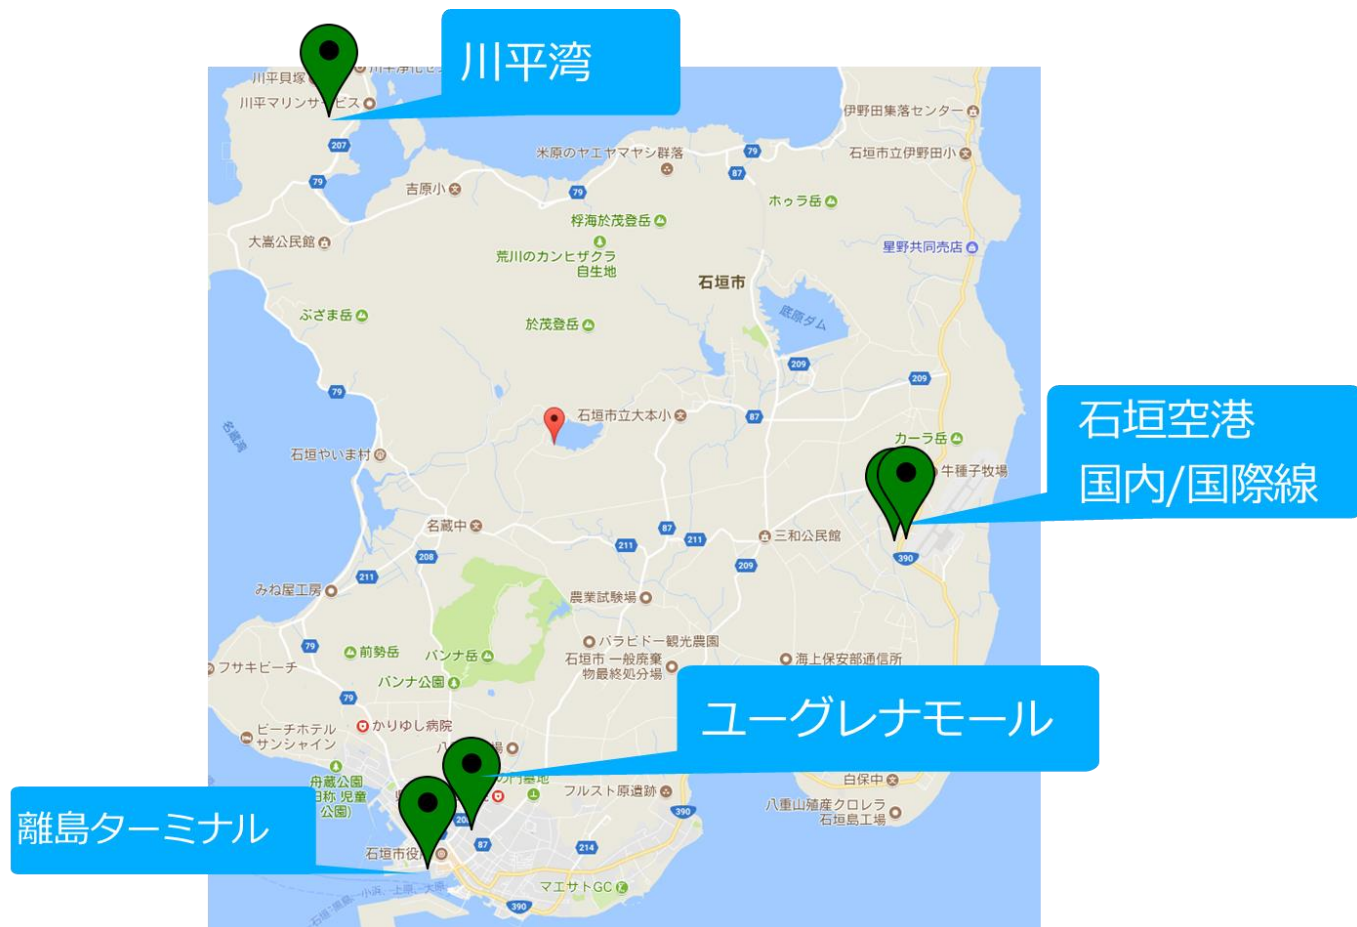 川平湾
川平貝塚
川平マリンサービス
207
79
伊野田集落センター
米原のヤエヤマヤシ群落
79
87
石垣市立伊野田小
吉原小
79
ホゥラ岳
桴海於茂登岳
大嵩公民館
荒川のカンヒザクラ
自生地
星野共同売店
石垣市
ぶざま岳
於茂登岳
底原ダム
209
209
79
石垣市立大本小
87
石垣空港
国内/国際線
カーラ岳
名蔵湾
石垣やいま村
牛種子牧場
名蔵中
87
211
211
三和公民館
208
209
390
211
みね屋工房
農業試験場
79
前勢岳
バンナ岳
バラビドー観光農園
石垣市 一般廃棄
物最終処分場
海上保安部通信所
フサキビーチ
バンナ公園
79
ユーグレナモール
かりゆし病院
ビーチホテル
サンシャイン
舟蔵公園
公園)
フルスト原遺跡
白保中
八重山殖産クロレラ
石垣島工場
390
離島ターミナル
87
214
石垣市役
マエサトGC
390